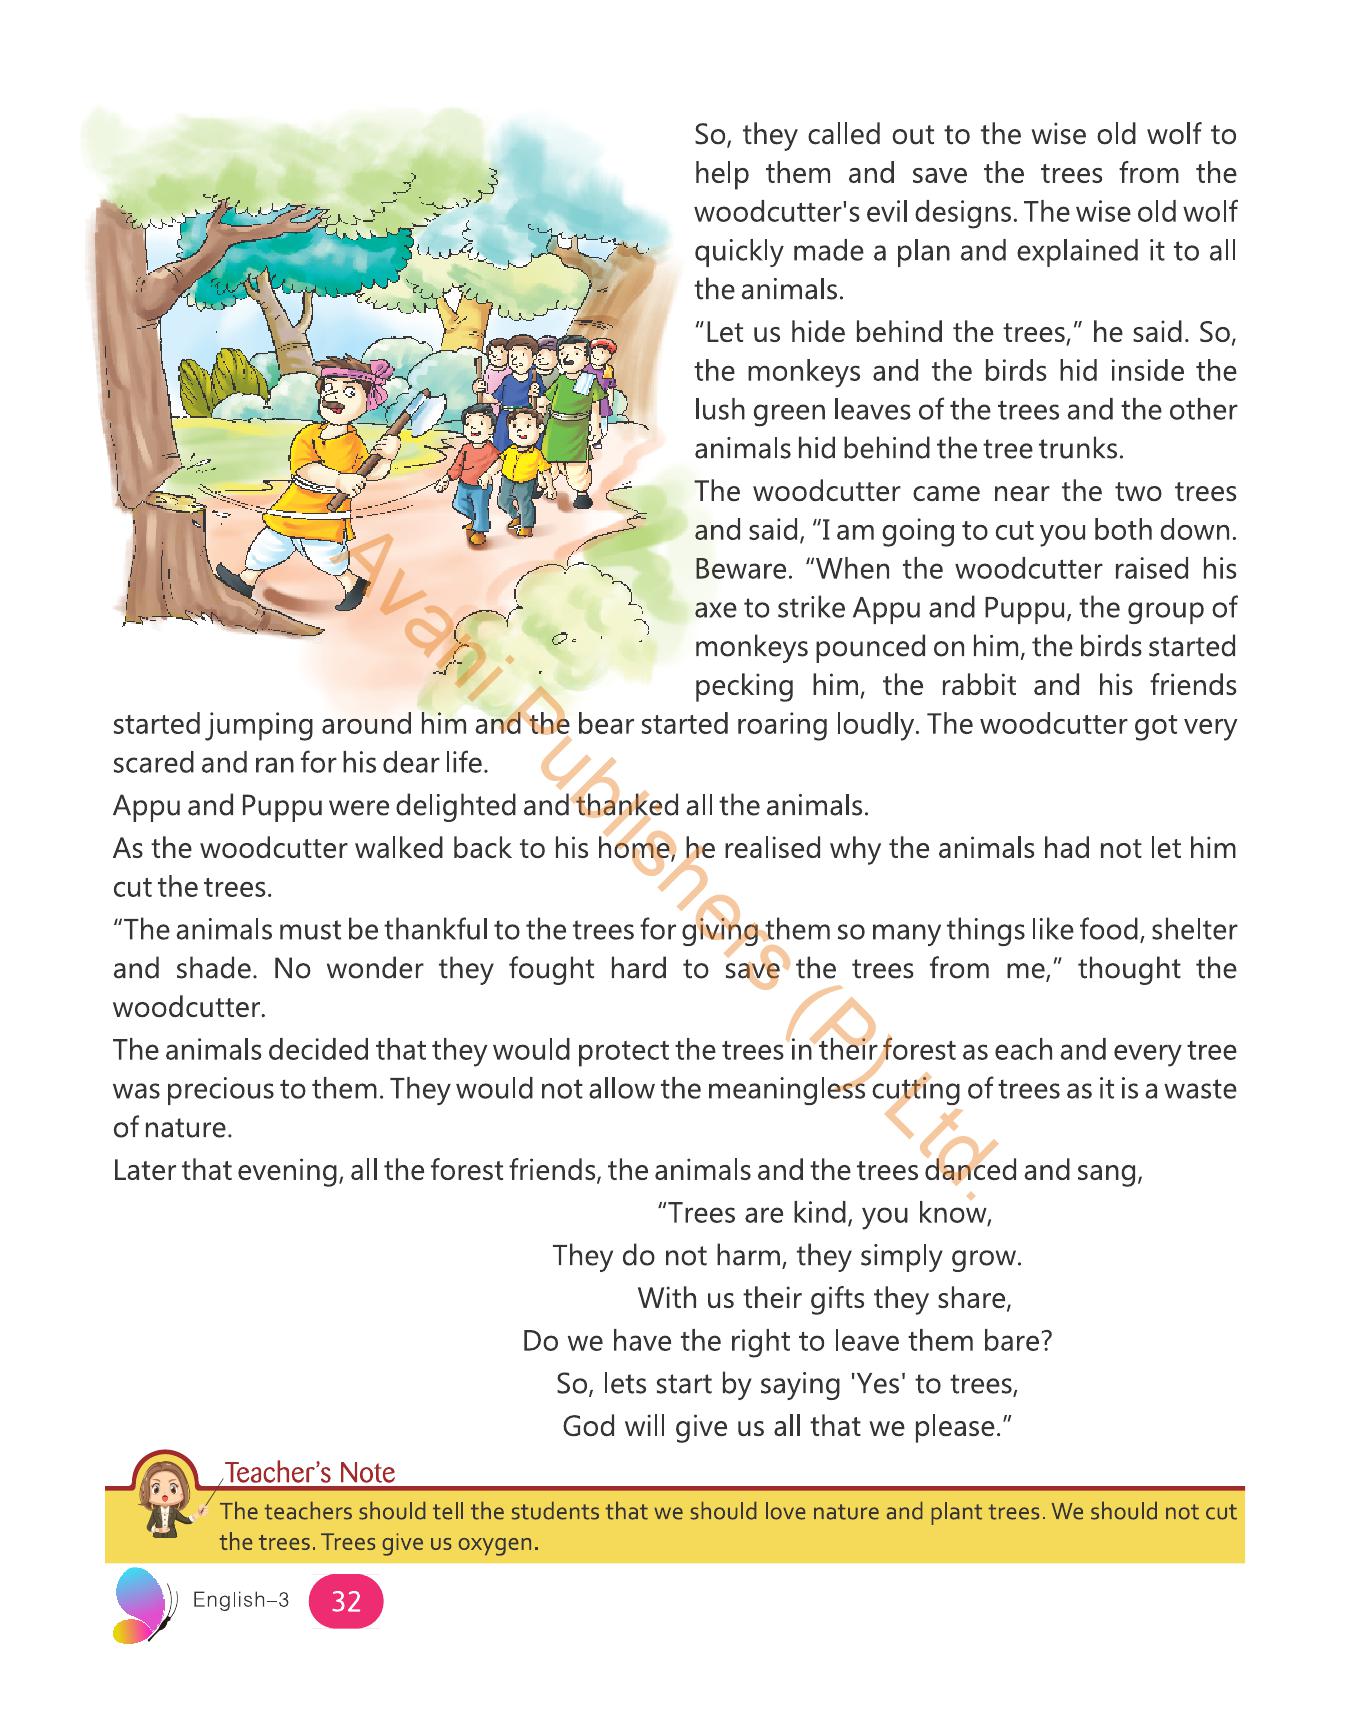 So, they called out to the wise old wolf to
help them and save the trees from the
woodcutter's evil designs. The wise old wolf
quickly made a plan and explained it to all
the animals.
“Let us hide behind the trees,” he said. So,
the monkeys and the birds hid inside the
lush green leaves of the trees and the other
animals hid behind the tree trunks.
The woodcutter came near the two trees
and said, “I am going to cut you both down.
Beware. “When the woodcutter raised his
axe to strike Appu and Puppu, the group of
monkeys pounced on him, the birds started
pecking him, the rabbit and his friends
started jumping around him and the bear started roaring loudly. The woodcutter got very
scared and ran for his dear life.
Appu and Puppu were delighted and thanked all the animals.
As the woodcutter walked back to his home, he realised why the animals had not let him
cut the trees.
“The animals must be thankful to the trees for giving them so many things like food, shelter
and shade. No wonder they fought hard to save the trees from me,” thought the
woodcutter.
The animals decided that they would protect the trees in their forest as each and every tree
was precious to them. They would not allow the meaningless cutting of trees as it is a waste
of nature.
Later that evening, all the forest friends, the animals and the trees danced and sang,
“Trees are kind, you know,
They do not harm, they simply grow.
With us their gifts they share,
Do we have the right to leave them bare?
So, lets start by saying 'Yes' to trees,
God will give us all that we please.”
Teacher’s Note
The teachers should tell the students that we should love nature and plant trees. We should not cut
the trees. Trees give us oxygen.
English–3 32
Avani Publishers (P) Ltd.